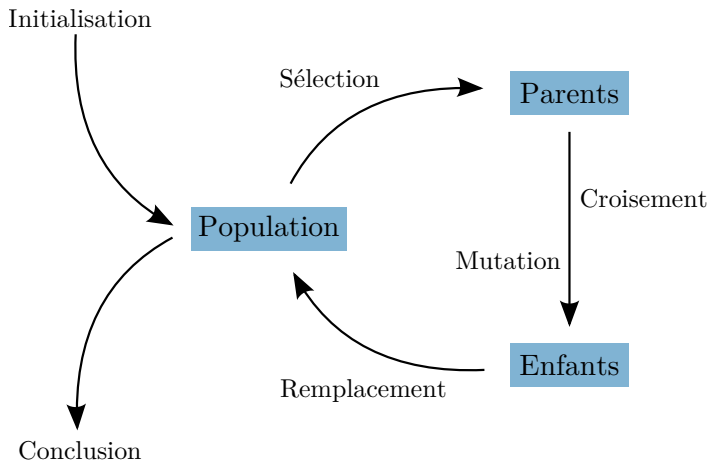 Initialisation
Sélection
Parents
Croisement
Population
Mutation
Enfants
Remplacement
Conclusion